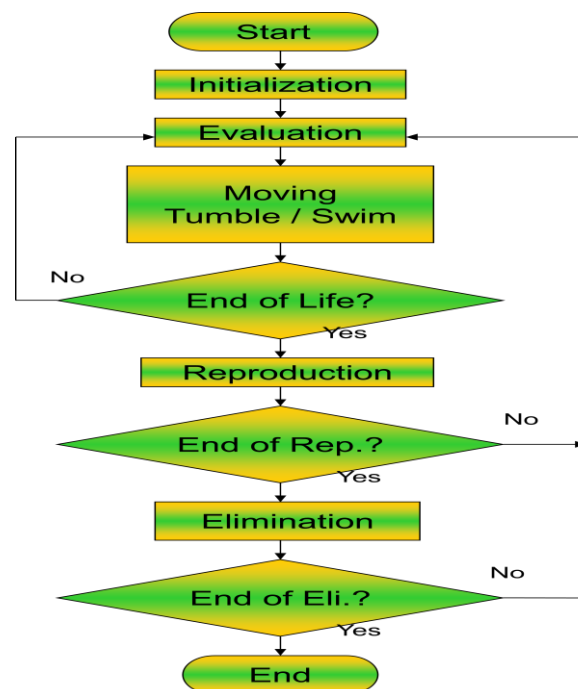 Start
Initialization
Evaluation
Moving
Tumble / Swim
No
End of Life?
Yes
Reproduction
No
End of Rep.?
Yes
Elimination
No
End of Eli.?
Yes
End